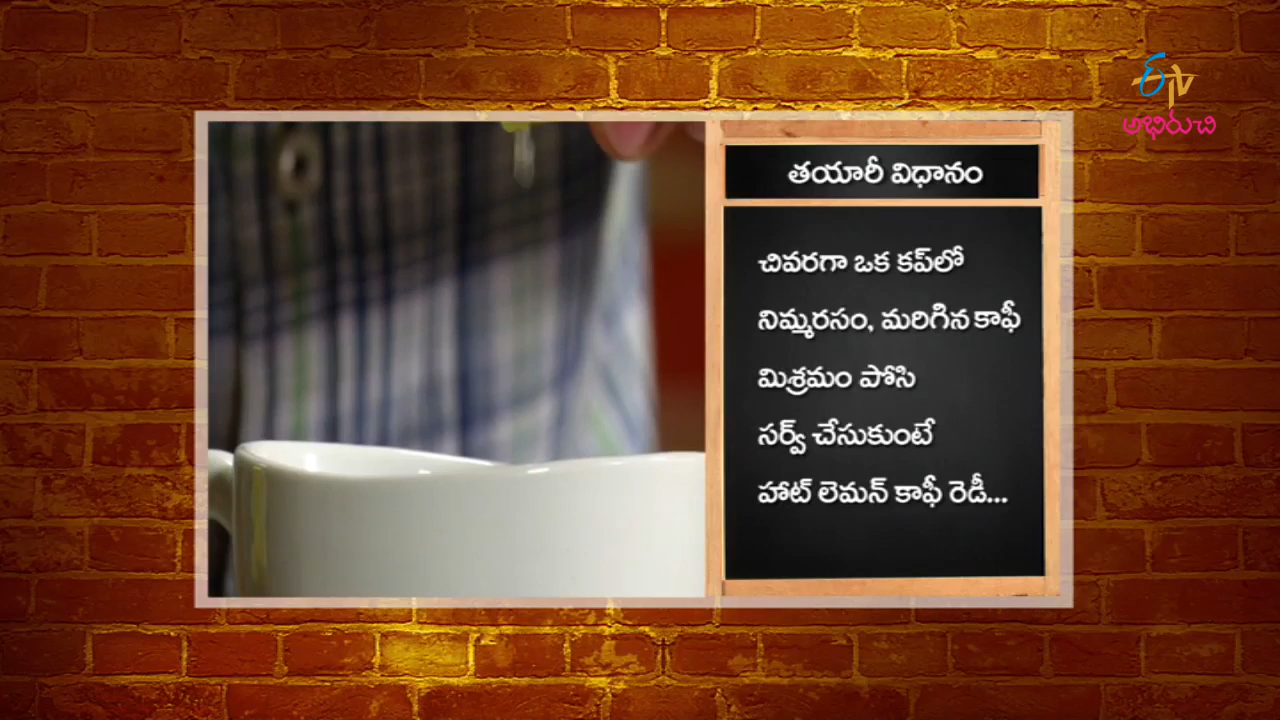 ETV
అభిరుచి
తయారీ విధానం
చివరగా ఒక కప్‌లో
నిమ్మరసం, మరిగిన కాఫీ
మిశ్రమం పోసి
సర్వ్ చేసుకుంటే
హాట్ లెమన్ కాఫీ రెడీ...